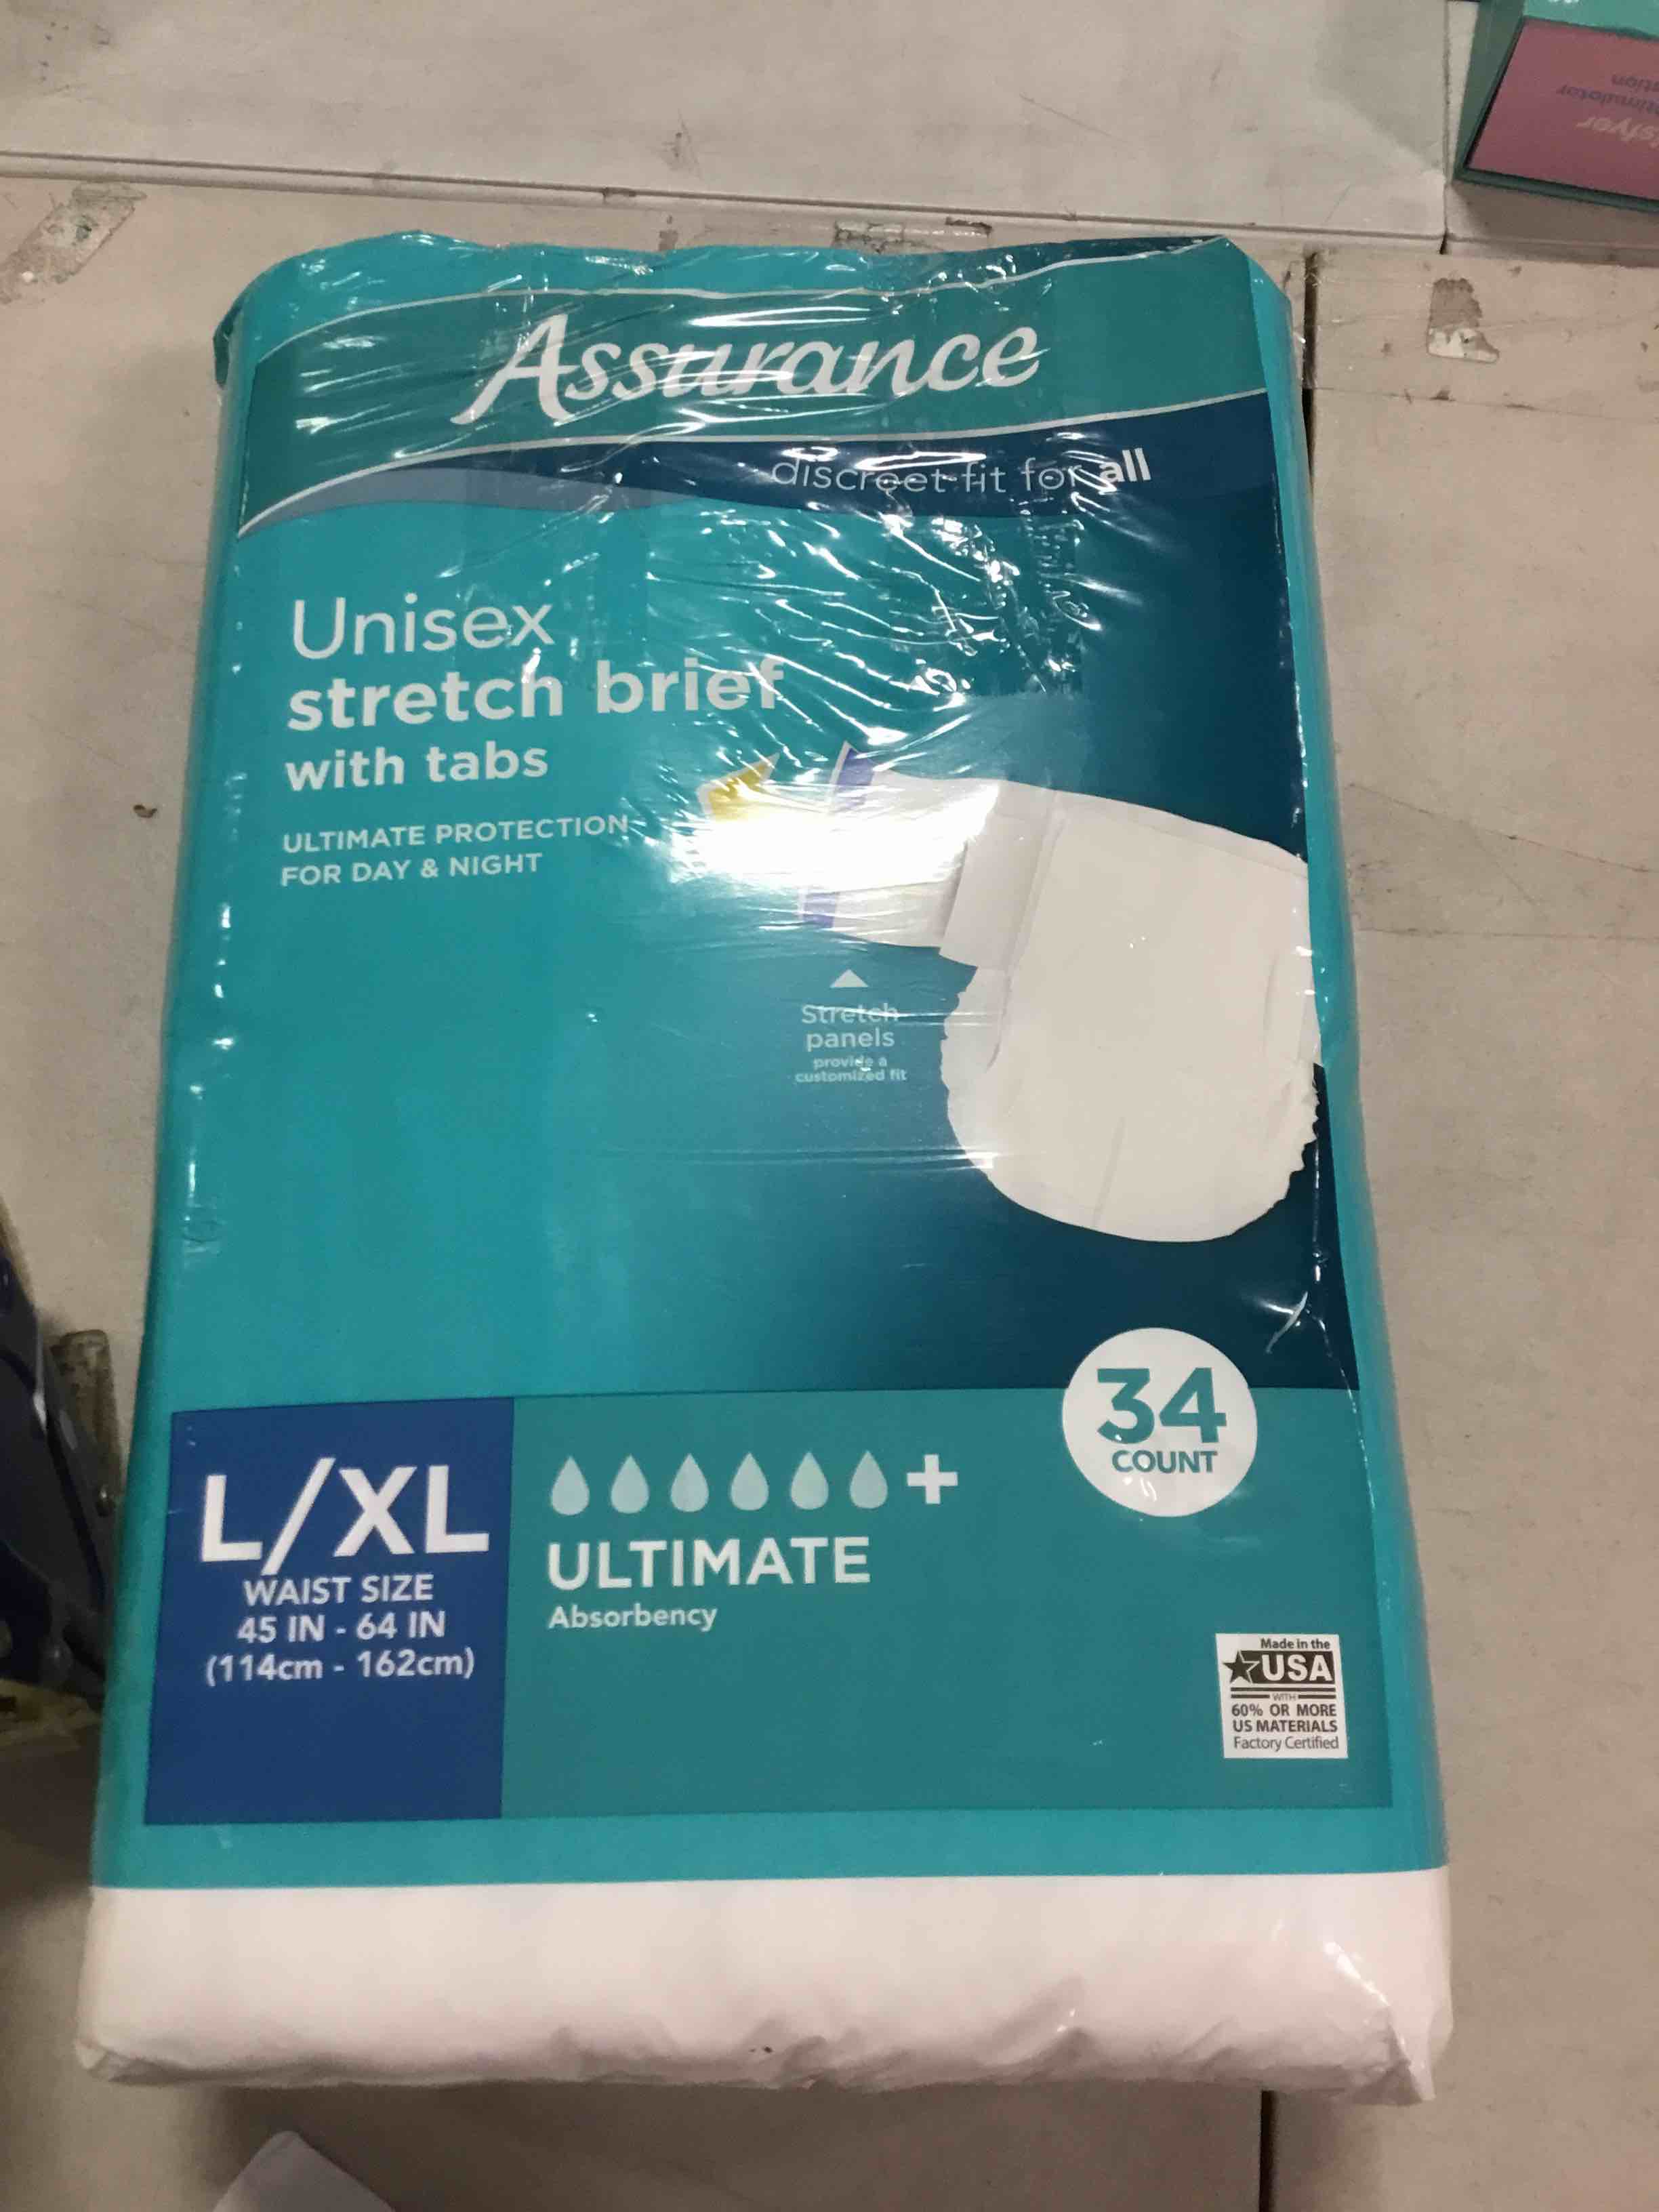 Assurance
discreet fit for all
Unisex
stretch brief
with tabs
ULTIMATE PROTECTION
FOR DAY & NIGHT
Stretch
panels
provide a
customized fit
34
COUNT
L/XL
WAIST SIZE
45 IN - 64 IN
(114cm - 162cm)
+
ULTIMATE
Absorbency
Made in the
USA
WITH
60% OR MORE
US MATERIALS
Factory Certified